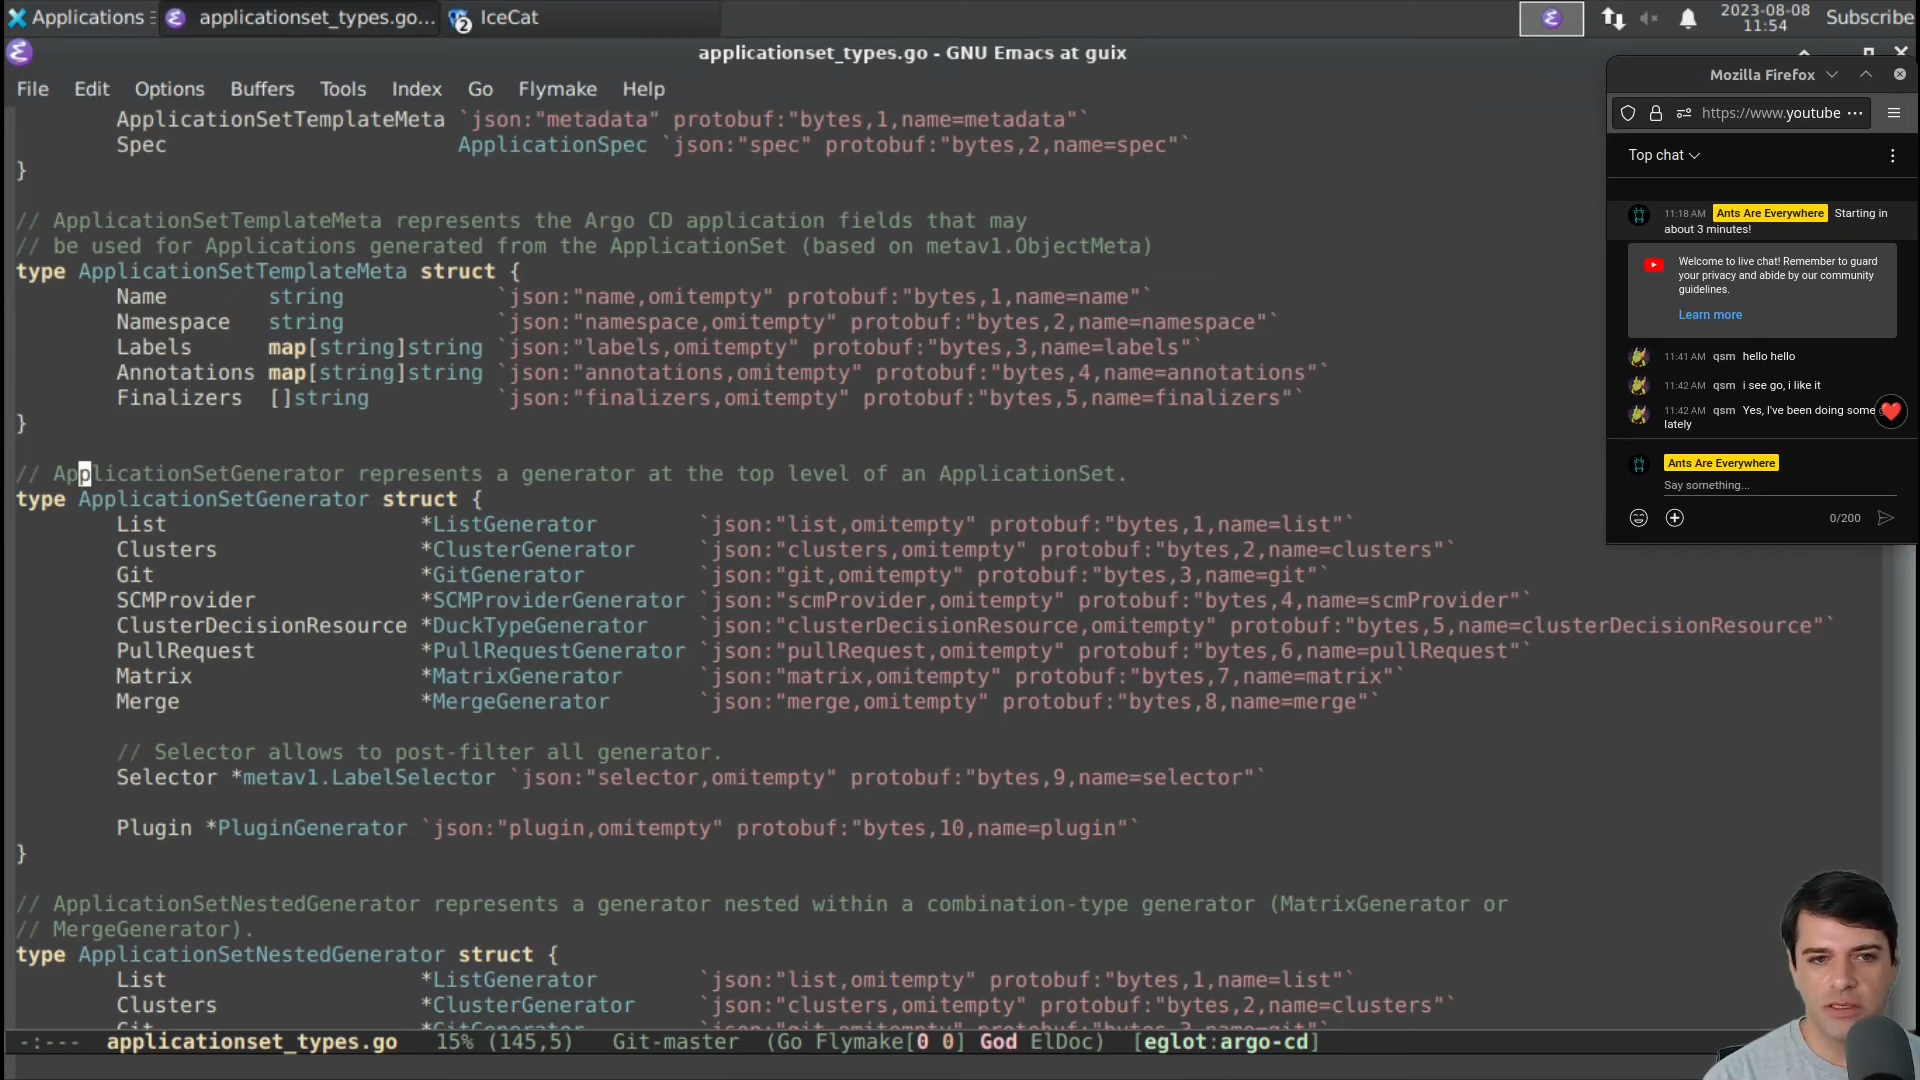 Applications
applicationset_types.go...
2
IceCat
2023-08-08
11:54
Subscribe
applicationset_types.go - GNU Emacs at guix
File Edit Options Buffers Tools Index Go Flymake Help
ApplicationSetTemplateMeta `json:"metadata" protobuf:"bytes,1,name=metadata"`
Spec ApplicationSpec `json:"spec" protobuf:"bytes,2,name=spec"`
}
// ApplicationSetTemplateMeta represents the Argo CD application fields that may
// be used for Applications generated from the ApplicationSet (based on metav1.ObjectMeta)
type ApplicationSetTemplateMeta struct {
Name string `json:"name,omitempty" protobuf:"bytes,1,name=name"`
Namespace string `json:"namespace,omitempty" protobuf:"bytes,2,name=namespace"`
Labels map[string]string `json:"labels,omitempty" protobuf:"bytes,3,name=labels"`
Annotations map[string]string `json:"annotations,omitempty" protobuf:"bytes,4,name=annotations"`
Finalizers []string `json:"finalizers,omitempty" protobuf:"bytes,5,name=finalizers"`
}
// ApplicationSetGenerator represents a generator at the top level of an ApplicationSet.
type ApplicationSetGenerator struct {
List *ListGenerator `json:"list,omitempty" protobuf:"bytes,1,name=list"`
Clusters *ClusterGenerator `json:"clusters,omitempty" protobuf:"bytes,2,name=clusters"`
Git *GitGenerator `json:"git,omitempty" protobuf:"bytes,3,name=git"`
SCMProvider *SCMProviderGenerator `json:"scmProvider,omitempty" protobuf:"bytes,4,name=scmProvider"`
ClusterDecisionResource *DuckTypeGenerator `json:"clusterDecisionResource,omitempty" protobuf:"bytes,5,name=clusterDecisionResource"`
PullRequest *PullRequestGenerator `json:"pullRequest,omitempty" protobuf:"bytes,6,name=pullRequest"`
Matrix *MatrixGenerator `json:"matrix,omitempty" protobuf:"bytes,7,name=matrix"`
Merge *MergeGenerator `json:"merge,omitempty" protobuf:"bytes,8,name=merge"`
// Selector allows to post-filter all generator.
Selector *metav1.LabelSelector `json:"selector,omitempty" protobuf:"bytes,9,name=selector"`
Plugin *PluginGenerator `json:"plugin,omitempty" protobuf:"bytes,10,name=plugin"`
}
// ApplicationSetNestedGenerator represents a generator nested within a combination-type generator (MatrixGenerator or
// MergeGenerator).
type ApplicationSetNestedGenerator struct {
List *ListGenerator `json:"list,omitempty" protobuf:"bytes,1,name=list"`
Clusters *ClusterGenerator `json:"clusters,omitempty" protobuf:"bytes,2,name=clusters"`
Git *GitGenerator `json:"git,omitempty" protobuf:"bytes,3,name=git"`
-:--- applicationset_types.go 15% (145,5) Git-master (Go Flymake[0 0] God ElDoc) [eglot:argo-cd]
Mozilla Firefox
https://www.youtube ...
Top chat
11:18 AM Ants Are Everywhere Starting in
about 3 minutes!
Welcome to live chat! Remember to guard
your privacy and abide by our community
guidelines.
Learn more
11:41 AM qsm hello hello
11:42 AM qsm i see go, i like it
11:42 AM qsm Yes, I've been doing some
lately
Ants Are Everywhere
Say something...
0/200